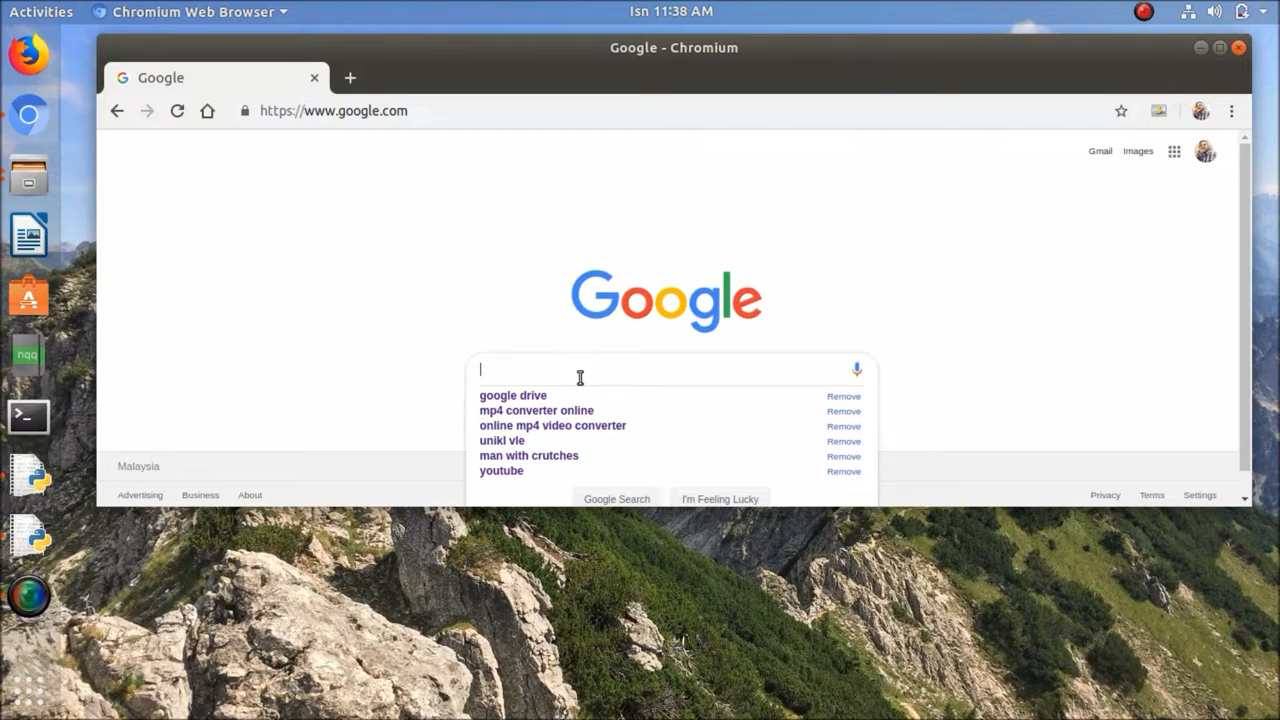 Activities
Chromium Web Browser
Isn 11:38 AM
Google - Chromium
Google
https://www.google.com
Gmail
Images
Google
google drive
Remove
mp4 converter online
Remove
online mp4 video converter
Remove
unikl vle
Remove
man with crutches
Remove
youtube
Remove
Malaysia
Google Search
I'm Feeling Lucky
Advertising
Business
About
Privacy
Terms
Settings
nqq
>_